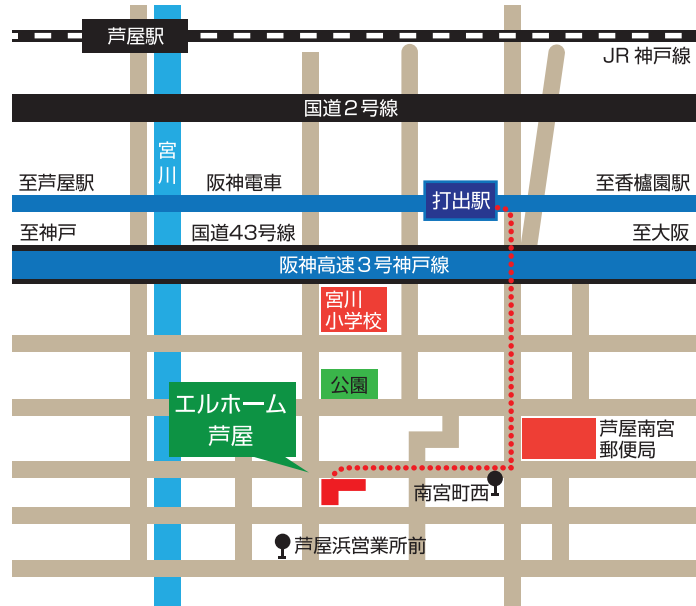 芦屋駅
JR 神戸線
国道2号線
宮川
至芦屋駅
阪神電車
打出駅
至香櫨園駅
至神戸
国道43号線
至大阪
阪神高速3号神戸線
宮川
小学校
公園
エルホーム
芦屋
芦屋南宮
郵便局
南宮町西
芦屋浜営業所前